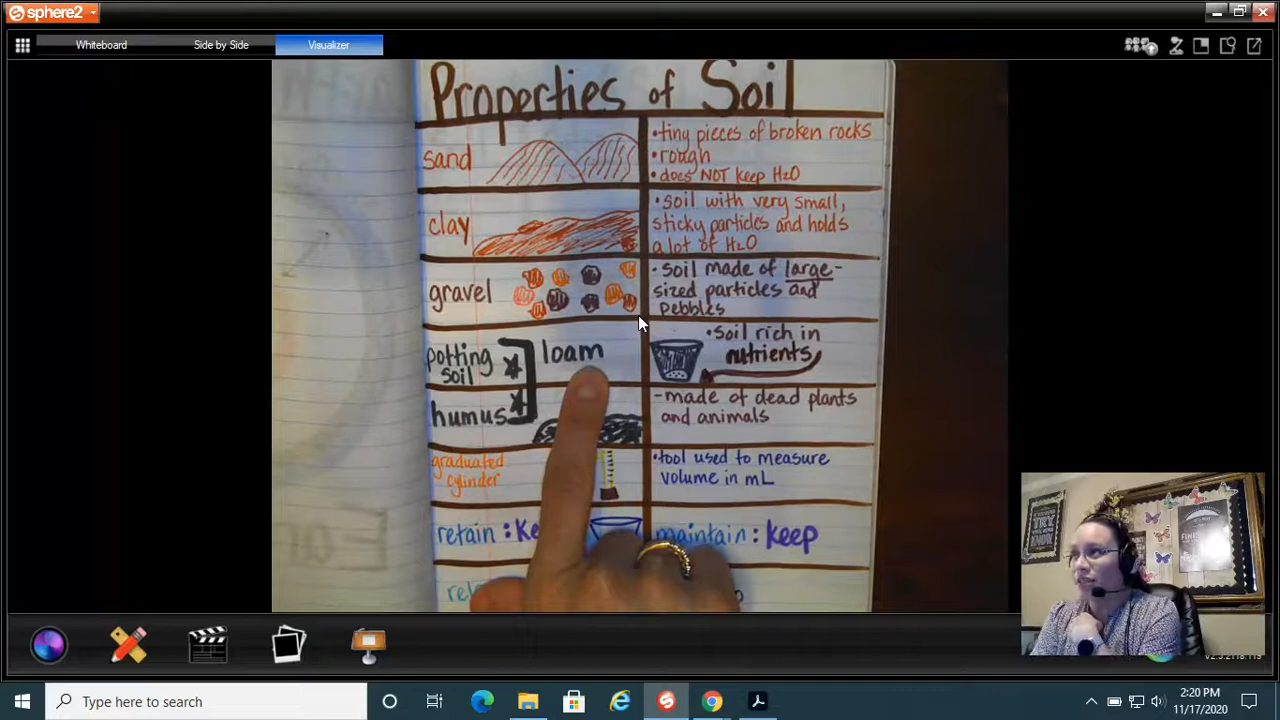 sphere2
Whiteboard Side by Side Visualizer
Properties of Soil
sand
•tiny pieces of broken rocks
•rough
•does NOT keep H2O
clay
•soil with very small,
sticky particles and holds
a lot of H2O
gravel
•soil made of large-
sized particles and
pebbles
potting
soil
loam
•soil rich in
nutrients
humus
-made of dead plants
and animals
graduated
cylinder
•tool used to measure
volume in mL
retain : Ke
maintain : keep
Type here to search
2:20 PM
11/17/2020